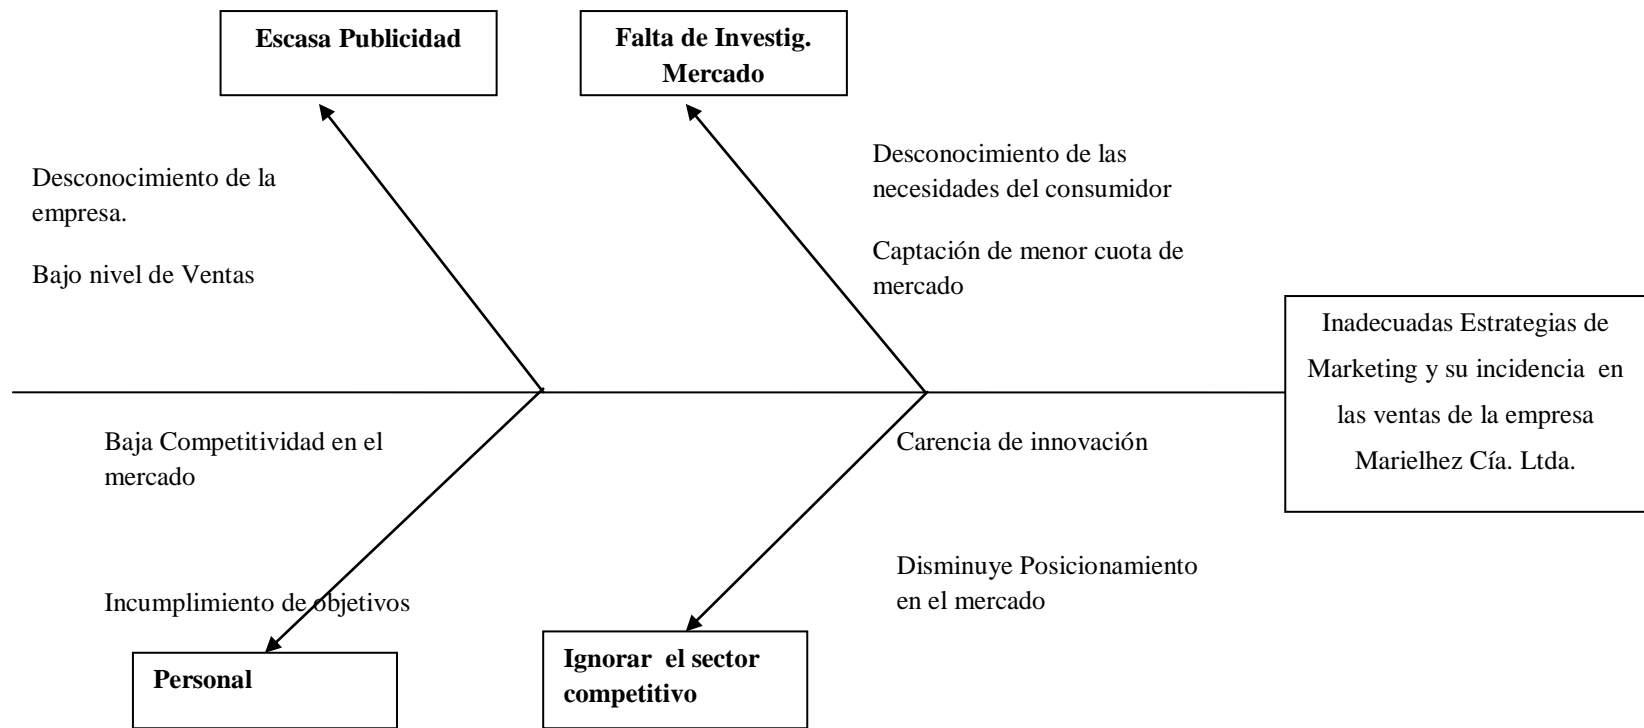 Escasa Publicidad
Falta de Investig.
Mercado
Desconocimiento de la
empresa.
Bajo nivel de Ventas
Desconocimiento de las
necesidades del consumidor
Captación de menor cuota de
mercado
Inadecuadas Estrategias de
Marketing y su incidencia  en
las ventas de la empresa
Marielhez Cía. Ltda.
Baja Competitividad en el
mercado
Incumplimiento de objetivos
Carencia de innovación
Disminuye Posicionamiento
en el mercado
Personal
Ignorar  el sector
competitivo